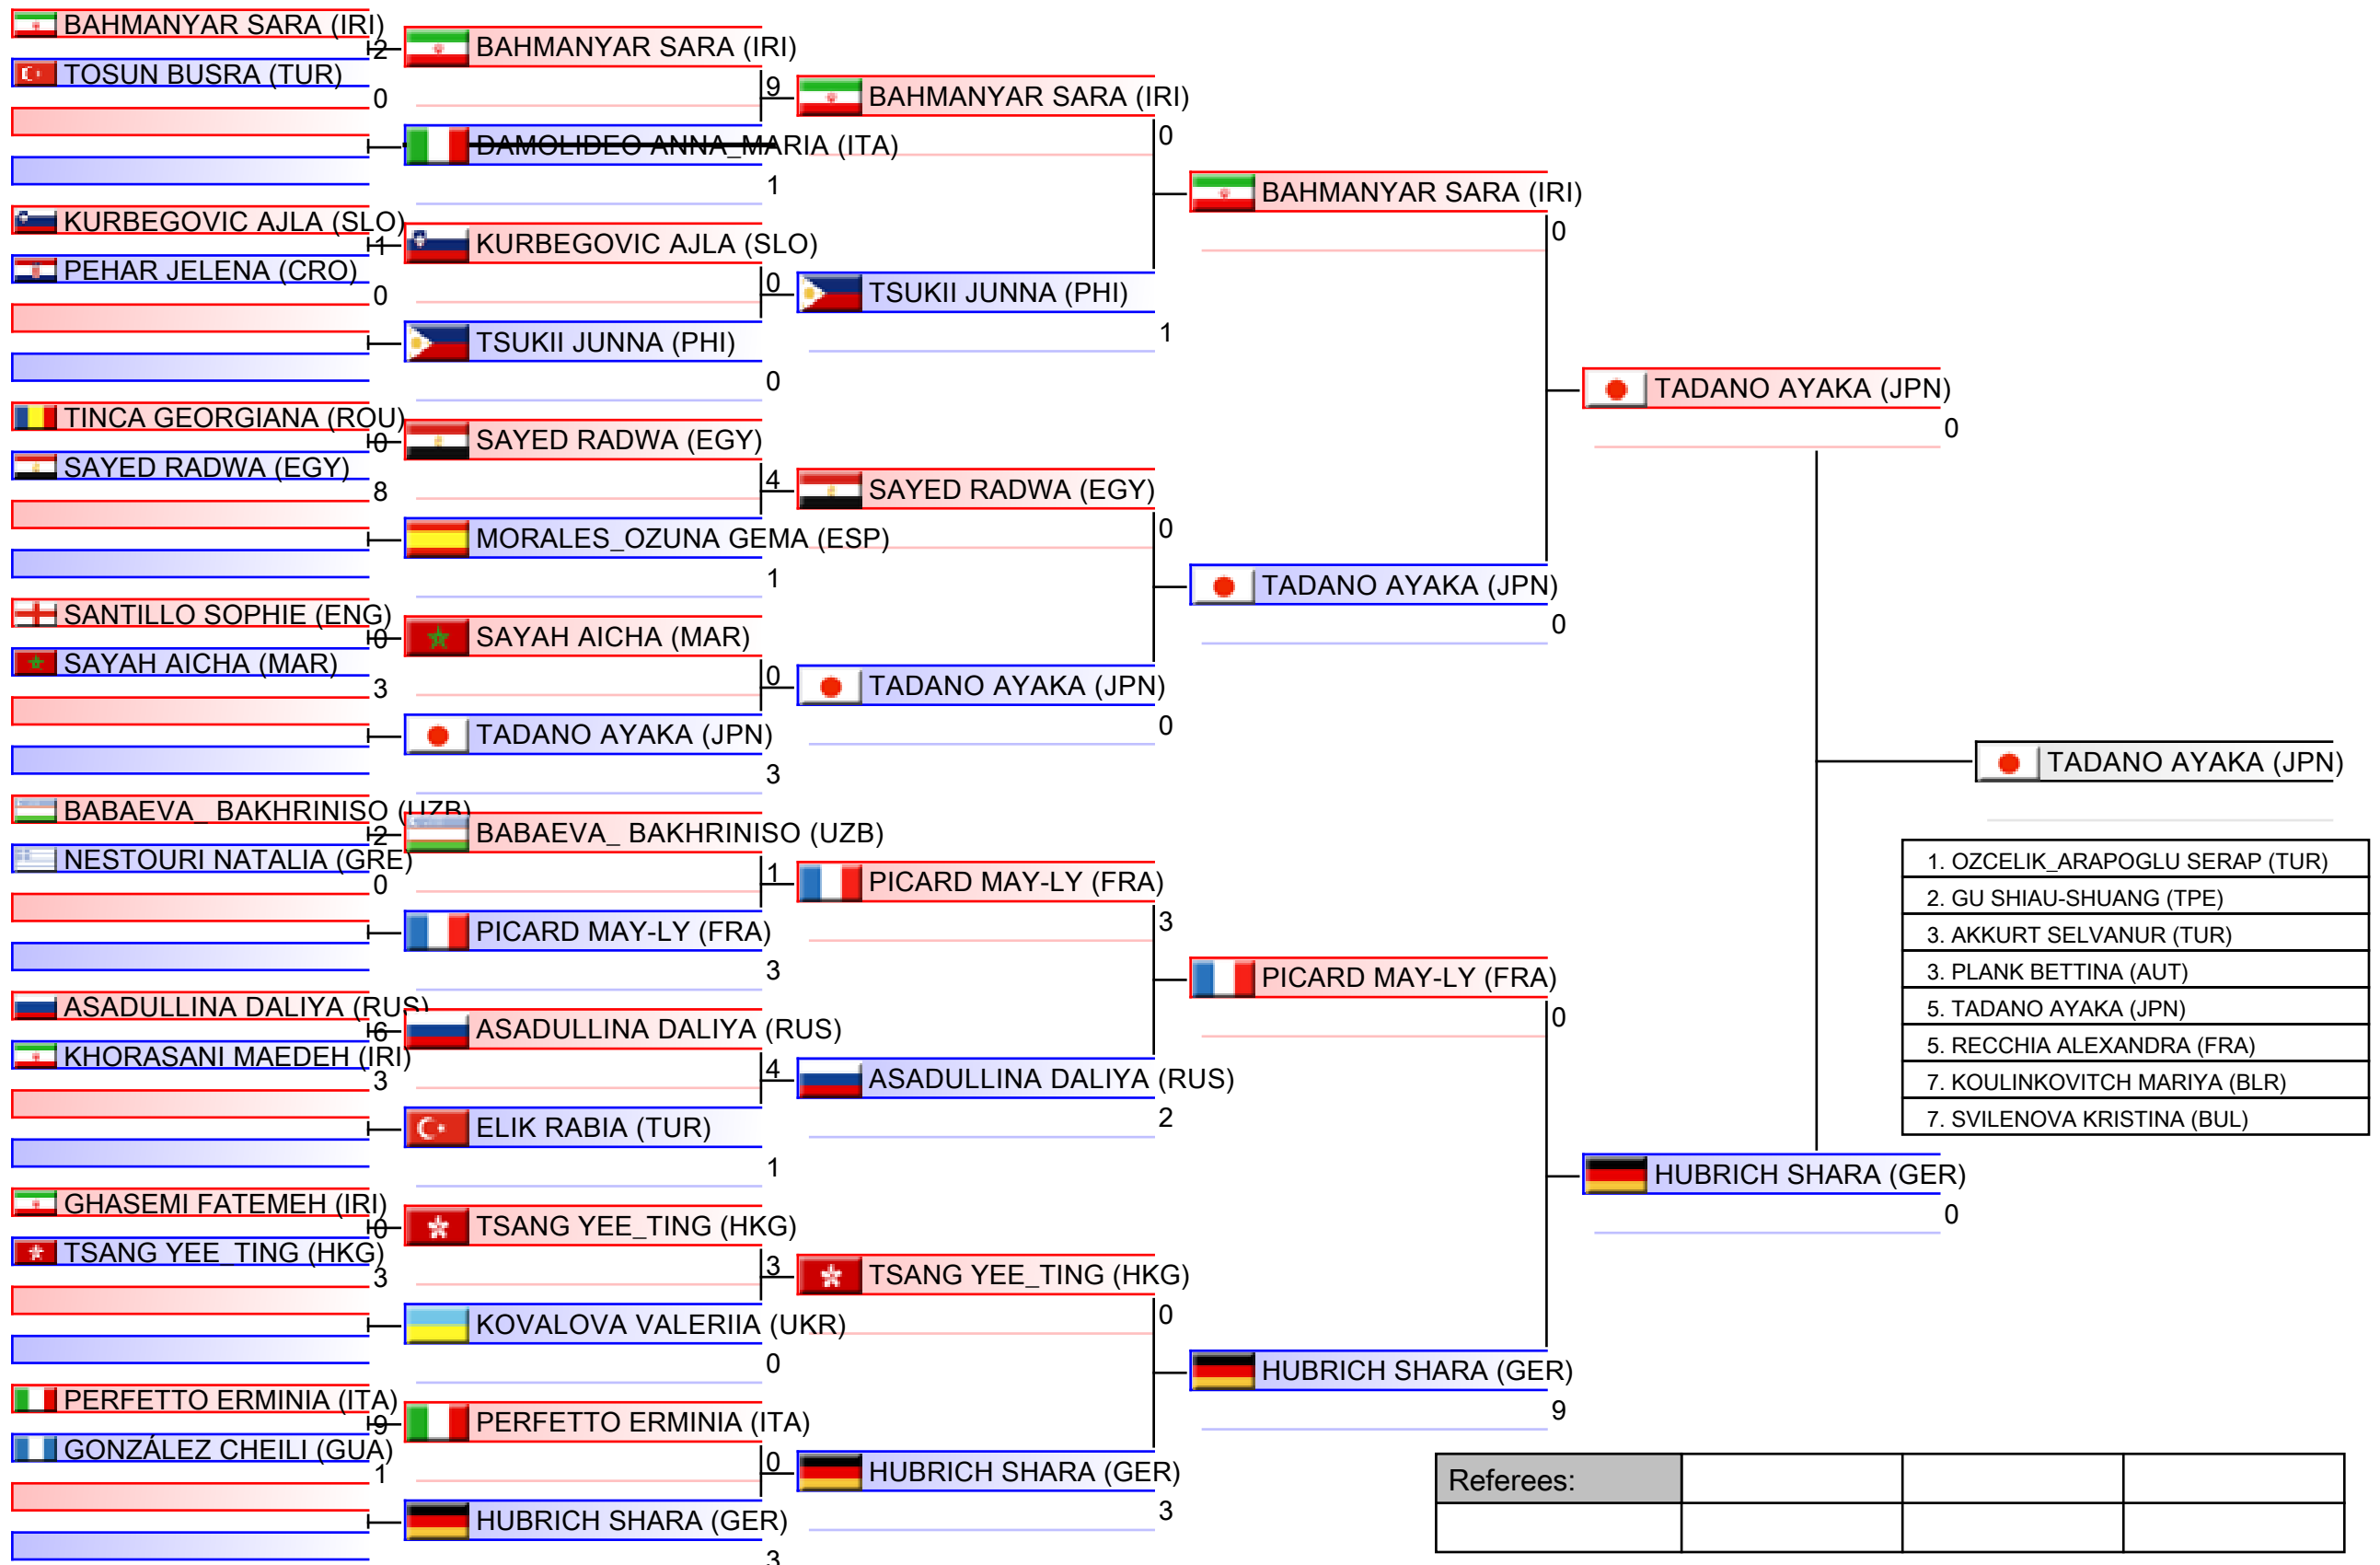 BAHMANYAR SARA (IRI)
2
TOSUN BUSRA (TUR)
0
KURBEGOVIC AJLA (SLO)
1
PEHAR JELENA (CRO)
0
TINCA GEORGIANA (ROU)
0
SAYED RADWA (EGY)
8
SANTILLO SOPHIE (ENG)
0
SAYAH AICHA (MAR)
3
BABAEVA_ BAKHRINISO (UZB)
2
NESTOURI NATALIA (GRE)
0
ASADULLINA DALIYA (RUS)
6
KHORASANI MAEDEH (IRI)
3
GHASEMI FATEMEH (IRI)
0
TSANG YEE_TING (HKG)
3
PERFETTO ERMINIA (ITA)
9
GONZÁLEZ CHEILI (GUA)
1
BAHMANYAR SARA (IRI)
9
DAMOLIDEO ANNA_MARIA (ITA)
1
KURBEGOVIC AJLA (SLO)
0
TSUKII JUNNA (PHI)
0
SAYED RADWA (EGY)
4
MORALES_OZUNA GEMA (ESP)
1
SAYAH AICHA (MAR)
0
TADANO AYAKA (JPN)
3
BABAEVA_ BAKHRINISO (UZB)
1
PICARD MAY-LY (FRA)
3
ASADULLINA DALIYA (RUS)
4
ELIK RABIA (TUR)
1
TSANG YEE_TING (HKG)
3
KOVALOVA VALERIIA (UKR)
0
PERFETTO ERMINIA (ITA)
0
HUBRICH SHARA (GER)
3
BAHMANYAR SARA (IRI)
0
TSUKII JUNNA (PHI)
1
SAYED RADWA (EGY)
0
TADANO AYAKA (JPN)
0
PICARD MAY-LY (FRA)
3
ASADULLINA DALIYA (RUS)
2
TSANG YEE_TING (HKG)
0
HUBRICH SHARA (GER)
3
BAHMANYAR SARA (IRI)
0
TADANO AYAKA (JPN)
0
PICARD MAY-LY (FRA)
0
HUBRICH SHARA (GER)
9
TADANO AYAKA (JPN)
0
HUBRICH SHARA (GER)
0
TADANO AYAKA (JPN)
1. OZCELIK_ARAPOGLU SERAP (TUR)
2. GU SHIAU-SHUANG (TPE)
3. AKKURT SELVANUR (TUR)
3. PLANK BETTINA (AUT)
5. TADANO AYAKA (JPN)
5. RECCHIA ALEXANDRA (FRA)
7. KOULINKOVITCH MARIYA (BLR)
7. SVILENOVA KRISTINA (BUL)
Referees: